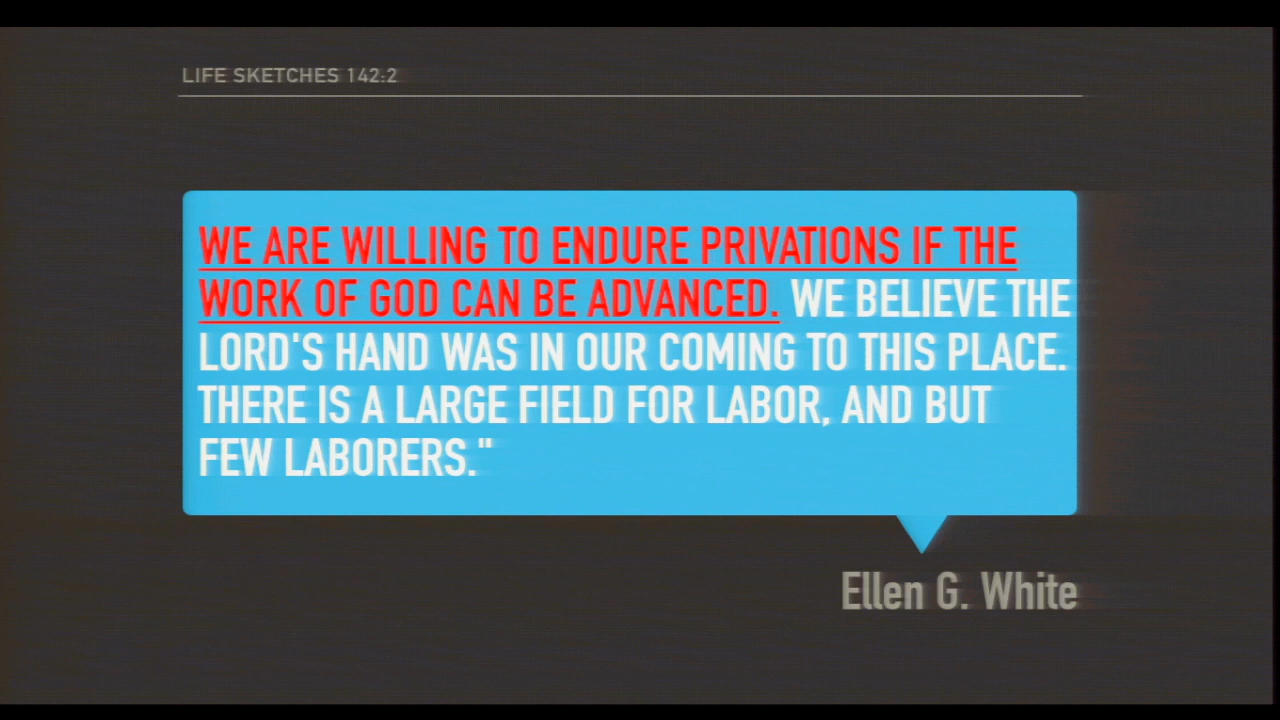 LIFE SKETCHES 142:2
WE ARE WILLING TO ENDURE PRIVATIONS IF THE
WORK OF GOD CAN BE ADVANCED. WE BELIEVE THE
LORD'S HAND WAS IN OUR COMING TO THIS PLACE.
THERE IS A LARGE FIELD FOR LABOR, AND BUT
FEW LABORERS."
Ellen G. White